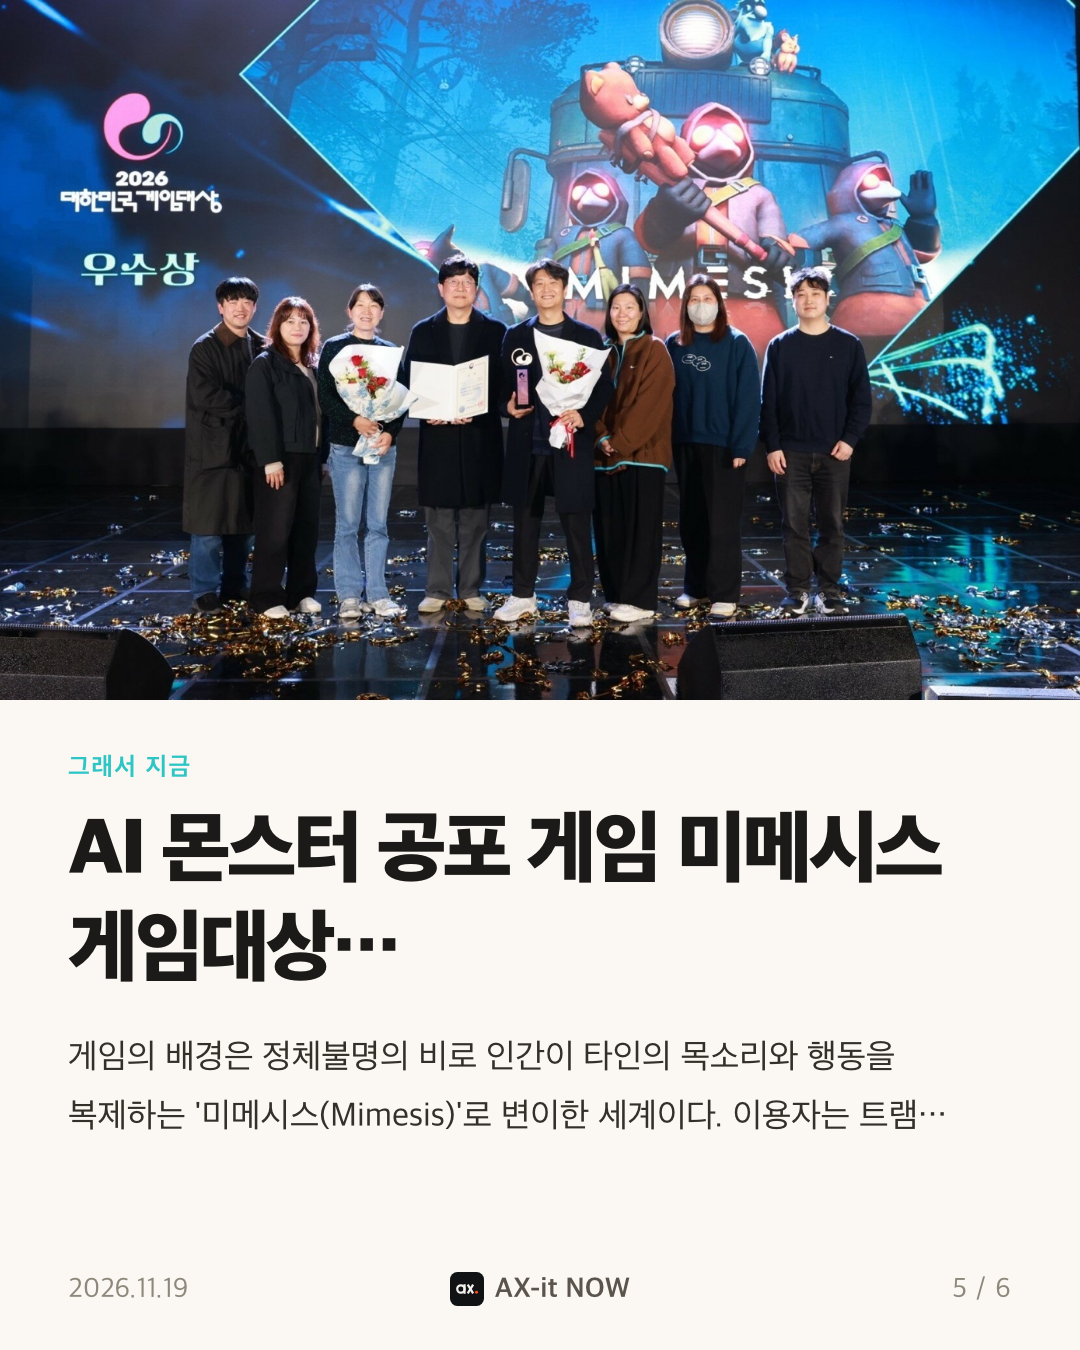 2026
대한민국 게임대상
우수상
MIMESI
그래서 지금
AI 몬스터 공포 게임 미메시스
게임대상…
게임의 배경은 정체불명의 비로 인간이 타인의 목소리와 행동을
복제하는 '미메시스(Mimesis)'로 변이한 세계이다. 이용자는 트램…
2026.11.19
ax.
AX-it NOW
5 / 6